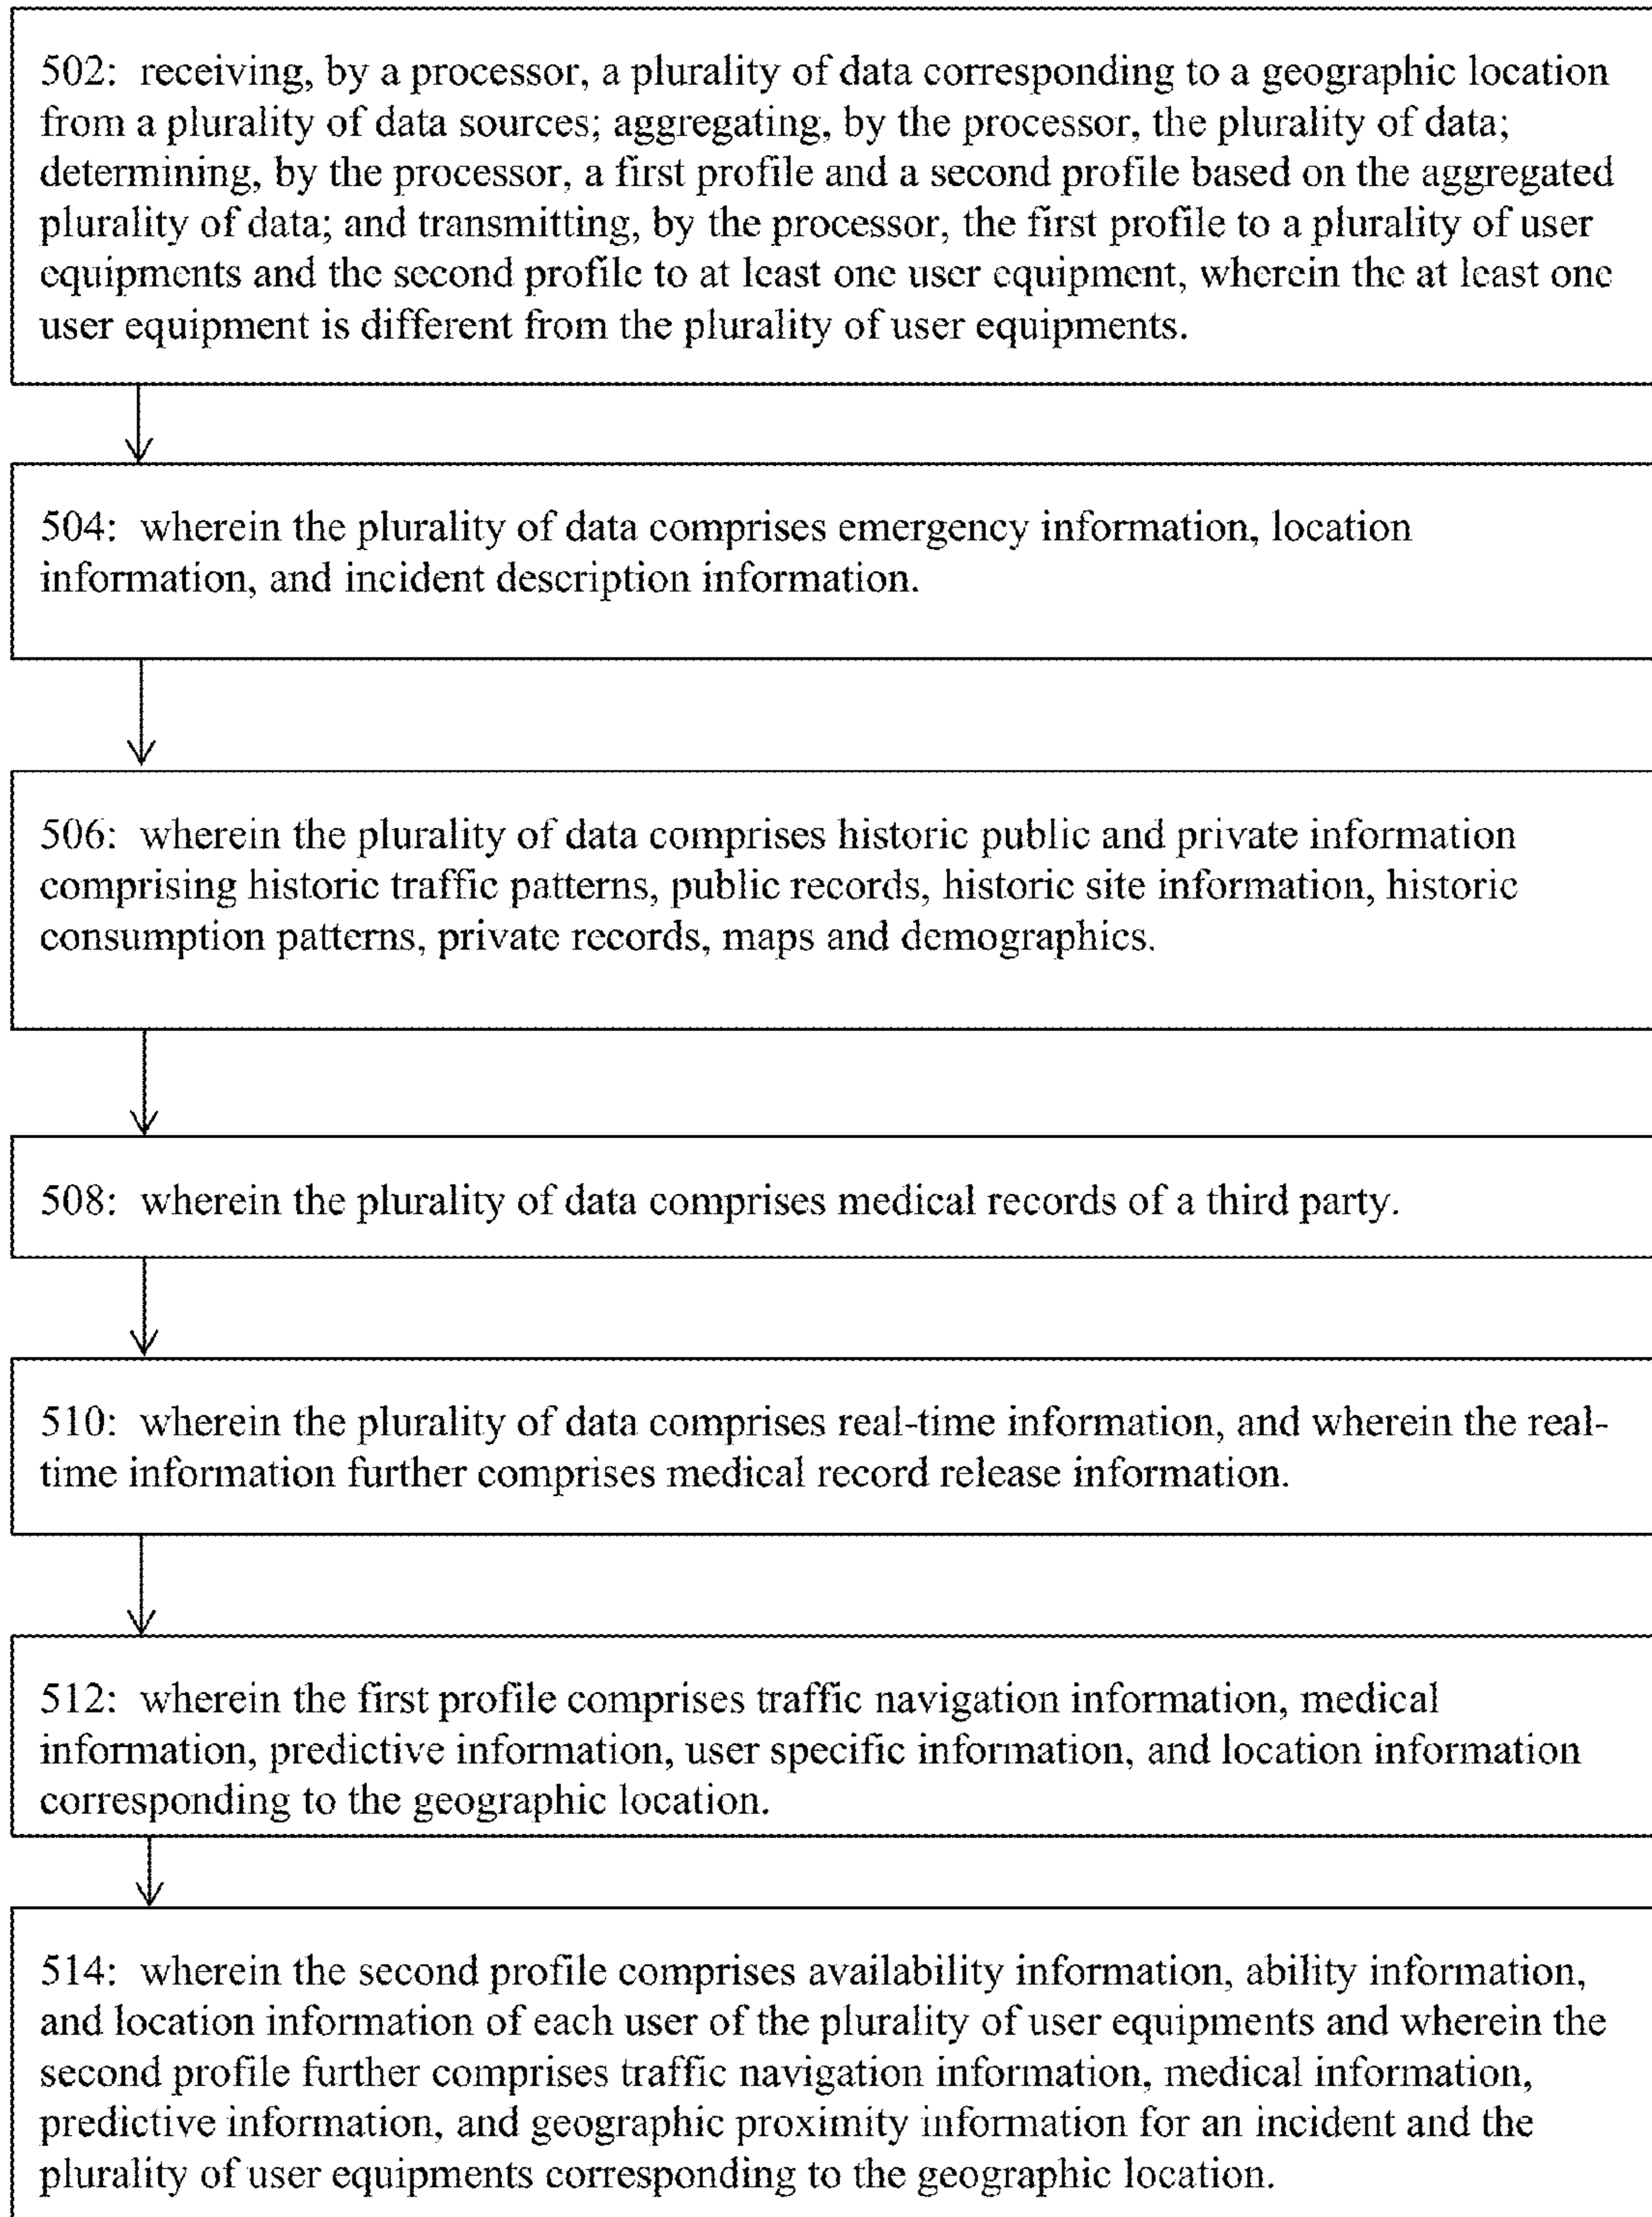 502: receiving, by a processor, a plurality of data corresponding to a geographic location
from a plurality of data sources; aggregating, by the processor, the plurality of data;
determining, by the processor, a first profile and a second profile based on the aggregated
plurality of data; and transmitting, by the processor, the first profile to a plurality of user
equipments and the second profile to at least one user equipment, wherein the at least one
user equipment is different from the plurality of user equipments.
504: wherein the plurality of data comprises emergency information, location
information, and incident description information.
506: wherein the plurality of data comprises historic public and private information
comprising historic traffic patterns, public records, historic site information, historic
consumption patterns, private records, maps and demographics.
508: wherein the plurality of data comprises medical records of a third party.
510: wherein the plurality of data comprises real-time information, and wherein the real-
time information further comprises medical record release information.
512: wherein the first profile comprises traffic navigation information, medical
information, predictive information, user specific information, and location information
corresponding to the geographic location.
514: wherein the second profile comprises availability information, ability information,
and location information of each user of the plurality of user equipments and wherein the
second profile further comprises traffic navigation information, medical information,
predictive information, and geographic proximity information for an incident and the
plurality of user equipments corresponding to the geographic location.